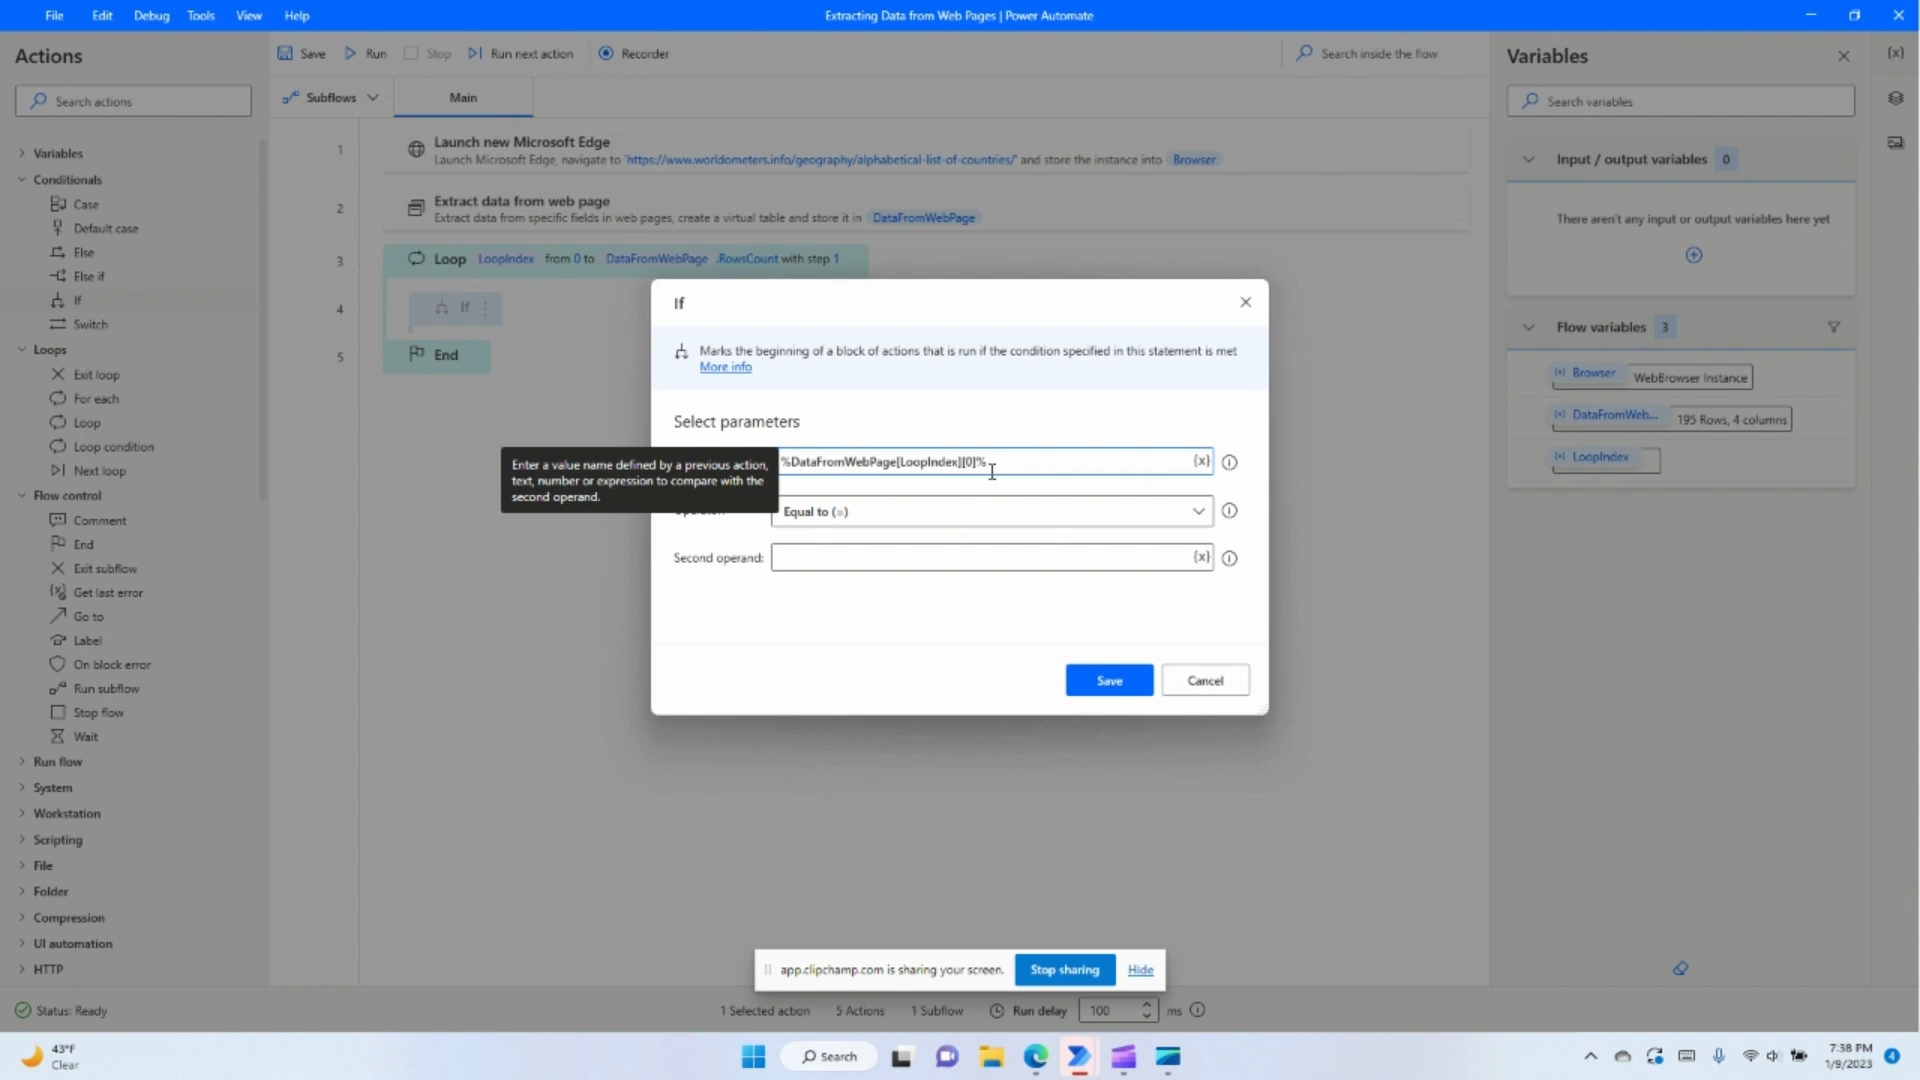 File Edit Debug Tools View Help
Extracting Data from Web Pages | Power Automate
Actions
Search actions
Variables
Conditionals
Case
Default case
Else
Else if
If
Switch
Loops
Exit loop
For each
Loop
Loop condition
Next loop
Flow control
Comment
End
Exit subflow
Get last error
Go to
Label
On block error
Run subflow
Stop flow
Wait
Run flow
System
Workstation
Scripting
File
Folder
Compression
UI automation
HTTP
Save Run Stop Run next action Recorder
Search inside the flow
Subflows Main
1 Launch new Microsoft Edge
Launch Microsoft Edge, navigate to 'https://www.worldometers.info/geography/alphabetical-list-of-countries/' and store the instance into Browser
2 Extract data from web page
Extract data from specific fields in web pages, create a virtual table and store it in DataFromWebPage
3 Loop LoopIndex from 0 to DataFromWebPage .RowsCount with step 1
4 If
5 End
If
Marks the beginning of a block of actions that is run if the condition specified in this statement is met
More info
Select parameters
Enter a value name defined by a previous action,
text, number or expression to compare with the
second operand.
%DataFromWebPage[LoopIndex][0]% {x}
Equal to (=)
Second operand: {x}
Save Cancel
Variables
{x}
Search variables
Input / output variables 0
There aren't any input or output variables here yet
Flow variables 3
Browser WebBrowser Instance
DataFromWeb... 195 Rows, 4 columns
LoopIndex
app.clipchamp.com is sharing your screen. Stop sharing Hide
Status: Ready 1 Selected action 5 Actions 1 Subflow Run delay 100 ms
43°F
Clear
Search
7:38 PM
1/9/2023
4